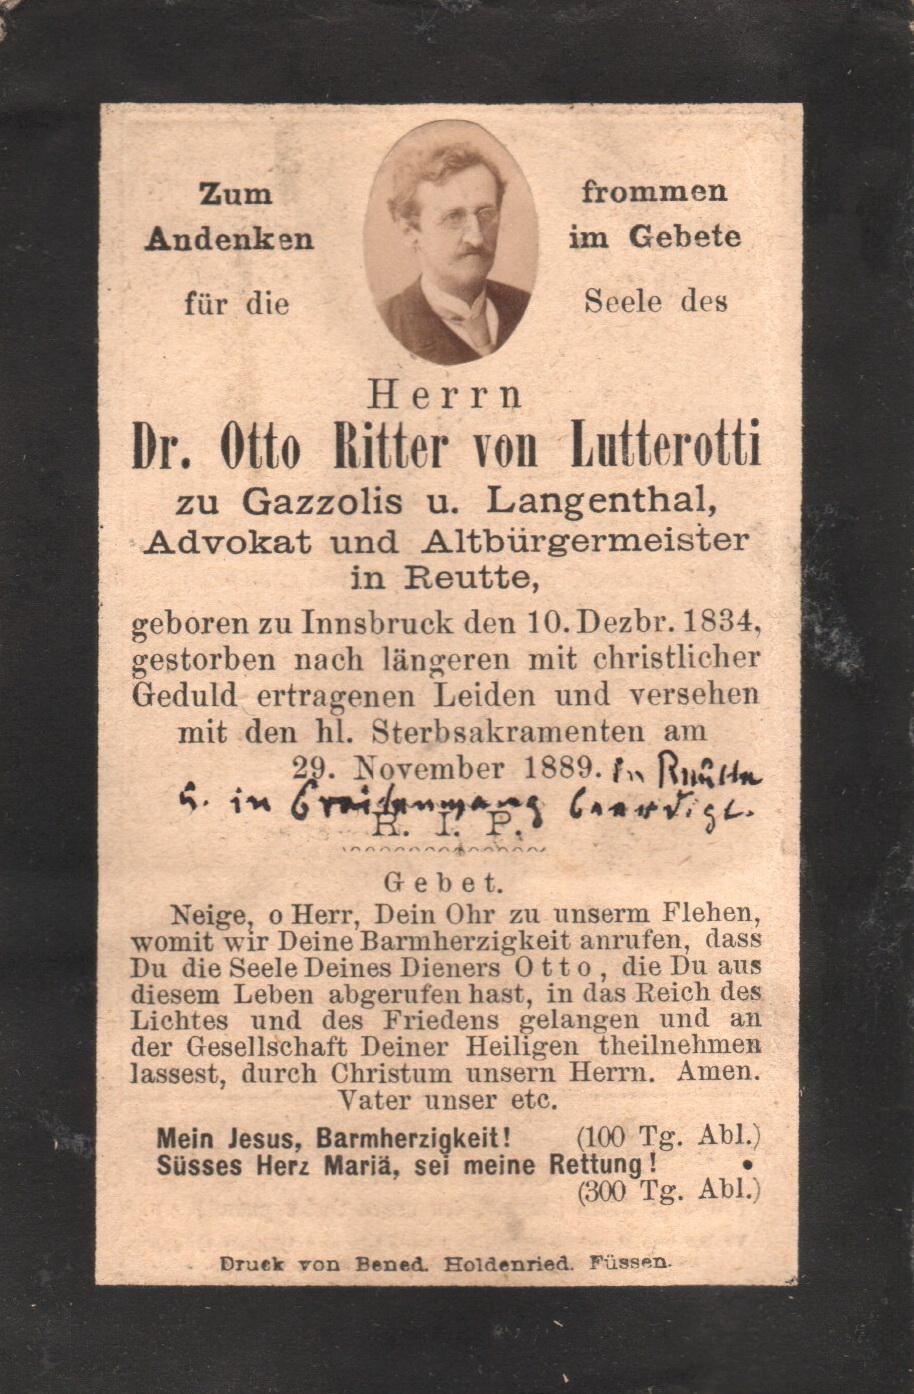 Zum frommen
Andenken im Gebete
für die Seele des
Herrn
Dr. Otto Ritter von Lutterotti
zu Gazzolis u. Langenthal,
Advokat und Altbürgermeister
in Reutte,
geboren zu Innsbruck den 10. Dezbr. 1834,
gestorben nach längeren mit christlicher
Geduld ertragenen Leiden und versehen
mit den hl. Sterbsakramenten am
29. November 1889. in Reutte
u. in Breitenwang beerdigt.
R. I. P.
Gebet.
Neige, o Herr, Dein Ohr zu unserm Flehen,
womit wir Deine Barmherzigkeit anrufen, dass
Du die Seele Deines Dieners Otto, die Du aus
diesem Leben abgerufen hast, in das Reich des
Lichtes und des Friedens gelangen und an
der Gesellschaft Deiner Heiligen theilnehmen
lassest, durch Christum unsern Herrn. Amen.
Vater unser etc.
Mein Jesus, Barmherzigkeit! (100 Tg. Abl.)
Süsses Herz Mariä, sei meine Rettung!
(300 Tg. Abl.)
Druck von Bened. Holdenried. Füssen.